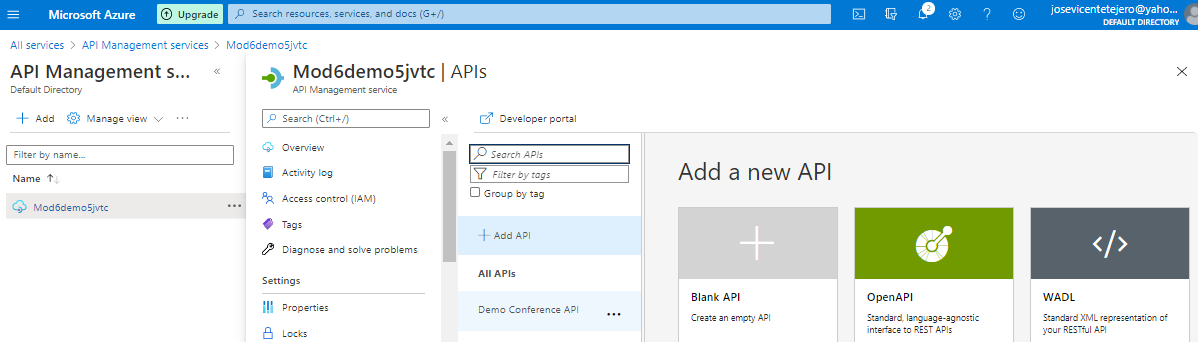 Microsoft Azure
Upgrade
Search resources, services, and docs (G+/)
2
josevicentetejero@yaho...
DEFAULT DIRECTORY
All services > API Management services > Mod6demo5jvtc
API Management s... «
Default Directory
+ Add
Manage view
...
Filter by name...
Name ↑↓
Mod6demo5jvtc
...
Mod6demo5jvtc | APIs
API Management service
Search (Ctrl+/)
«
Overview
Activity log
Access control (IAM)
Tags
Diagnose and solve problems
Settings
Properties
Locks
Developer portal
Search APIs
Filter by tags
Group by tag
+ Add API
All APIs
Demo Conference API
...
Add a new API
Blank API
Create an empty API
OpenAPI
Standard, language-agnostic
interface to REST APIs
</>
WADL
Standard XML representation of
your RESTful API